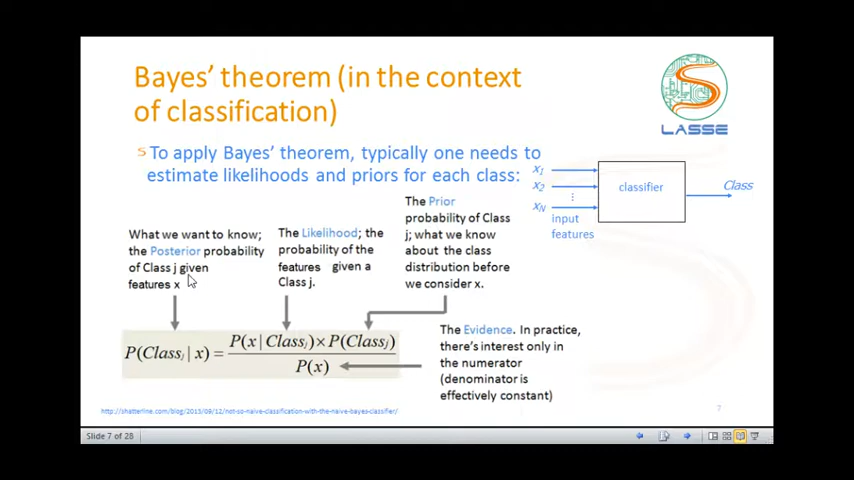 Bayes' theorem (in the context
of classification)
LASSE
To apply Bayes' theorem, typically one needs to
estimate likelihoods and priors for each class:
x1
x2
⋮
xN
input
features
classifier
Class
What we want to know;
the Posterior probability
of Class j given
features x
The Likelihood; the
probability of the
features given a
Class j.
The Prior
probability of Class
j; what we know
about the class
distribution before
we consider x.
P(Classj | x) = P(x | Classj) × P(Classj)
P(x)
The Evidence. In practice,
there's interest only in
the numerator
(denominator is
effectively constant)
http://shatterline.com/blog/2013/09/12/not-so-naive-classification-with-the-naive-bayes-classifier/
7
Slide 7 of 28